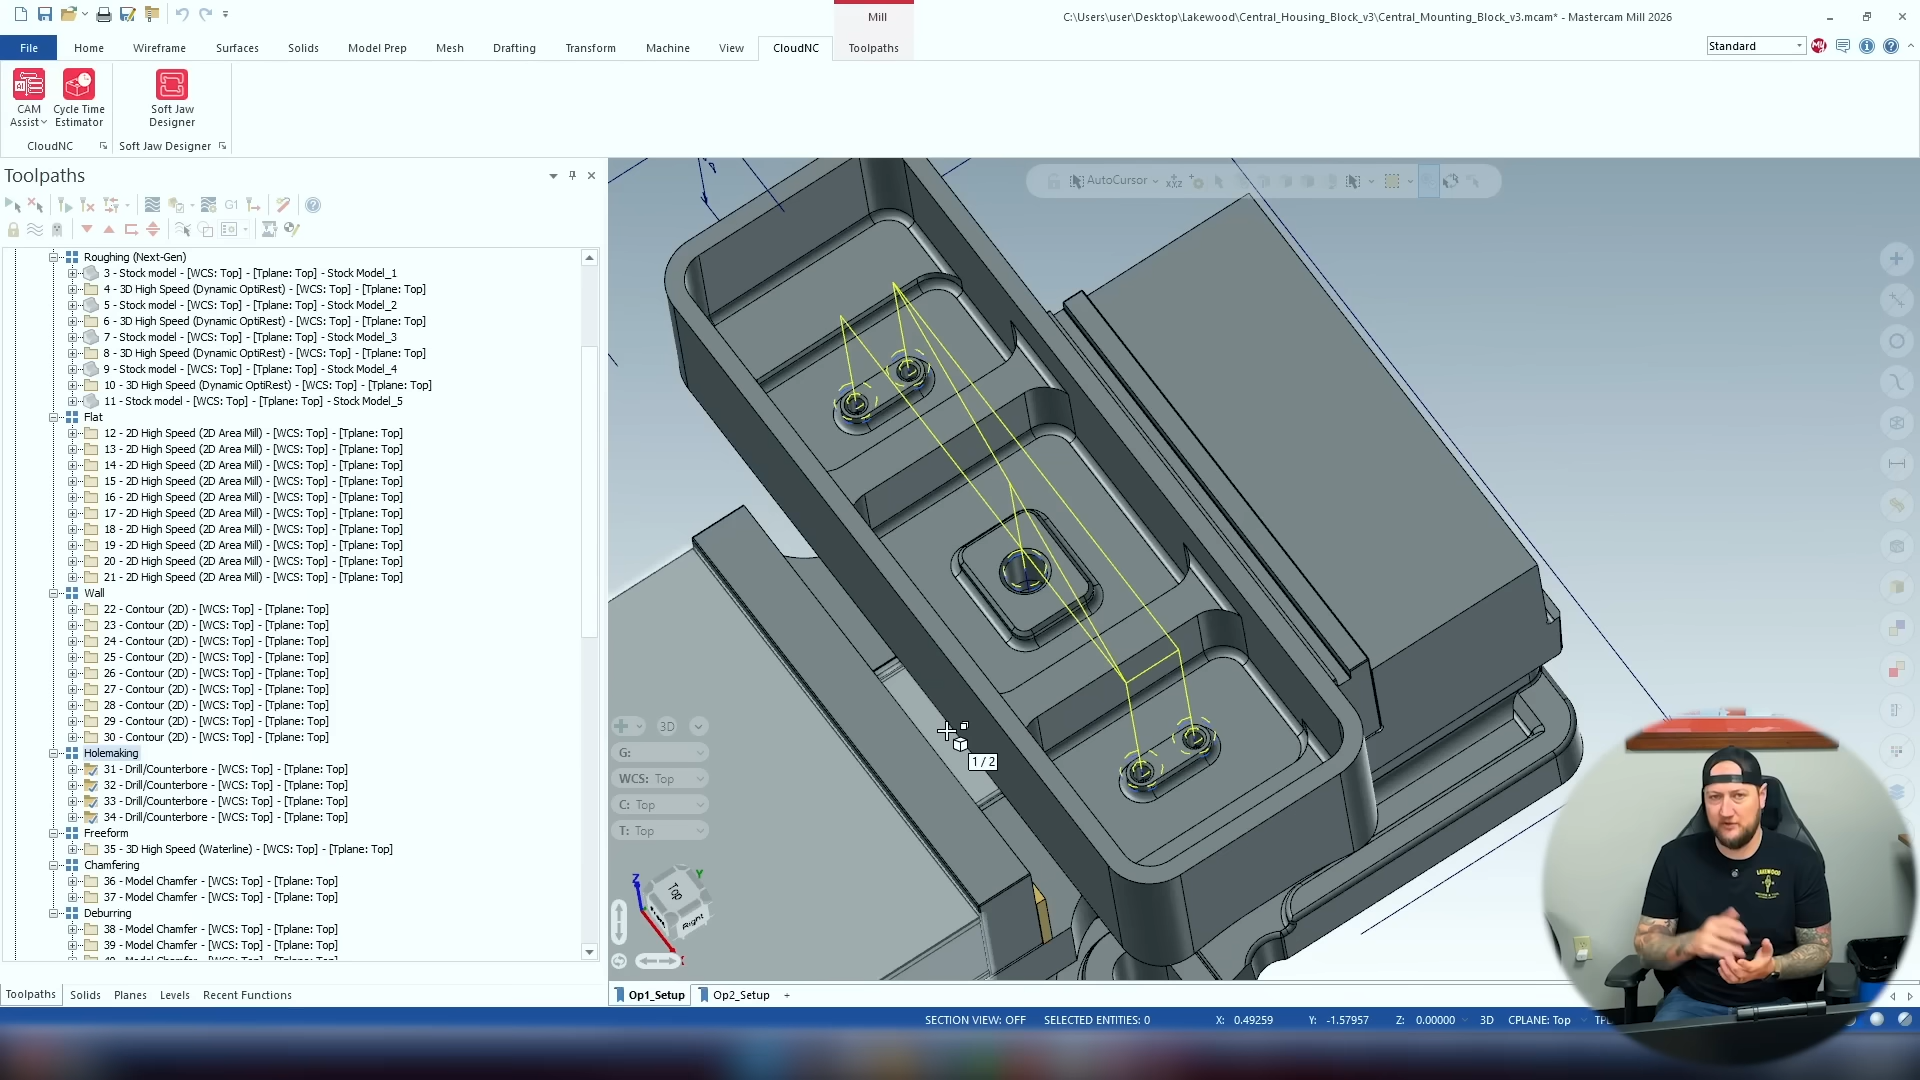 Mill
C:\Users\user\Desktop\Lakewood\Central_Housing_Block_v3\Central_Mounting_Block_v3.mcam* - Mastercam Mill 2026
File
Home
Wireframe
Surfaces
Solids
Model Prep
Mesh
Drafting
Transform
Machine
View
CloudNC
Toolpaths
Standard
My
AI
CAM
Assist
Cycle Time
Estimator
Soft Jaw
Designer
CloudNC
Soft Jaw Designer
Toolpaths
AutoCursor
G1
Roughing (Next-Gen)
3 - Stock model - [WCS: Top] - [Tplane: Top] - Stock Model_1
4 - 3D High Speed (Dynamic OptiRest) - [WCS: Top] - [Tplane: Top]
5 - Stock model - [WCS: Top] - [Tplane: Top] - Stock Model_2
6 - 3D High Speed (Dynamic OptiRest) - [WCS: Top] - [Tplane: Top]
7 - Stock model - [WCS: Top] - [Tplane: Top] - Stock Model_3
8 - 3D High Speed (Dynamic OptiRest) - [WCS: Top] - [Tplane: Top]
9 - Stock model - [WCS: Top] - [Tplane: Top] - Stock Model_4
10 - 3D High Speed (Dynamic OptiRest) - [WCS: Top] - [Tplane: Top]
11 - Stock model - [WCS: Top] - [Tplane: Top] - Stock Model_5
Flat
12 - 2D High Speed (2D Area Mill) - [WCS: Top] - [Tplane: Top]
13 - 2D High Speed (2D Area Mill) - [WCS: Top] - [Tplane: Top]
14 - 2D High Speed (2D Area Mill) - [WCS: Top] - [Tplane: Top]
15 - 2D High Speed (2D Area Mill) - [WCS: Top] - [Tplane: Top]
16 - 2D High Speed (2D Area Mill) - [WCS: Top] - [Tplane: Top]
17 - 2D High Speed (2D Area Mill) - [WCS: Top] - [Tplane: Top]
18 - 2D High Speed (2D Area Mill) - [WCS: Top] - [Tplane: Top]
19 - 2D High Speed (2D Area Mill) - [WCS: Top] - [Tplane: Top]
20 - 2D High Speed (2D Area Mill) - [WCS: Top] - [Tplane: Top]
21 - 2D High Speed (2D Area Mill) - [WCS: Top] - [Tplane: Top]
Wall
22 - Contour (2D) - [WCS: Top] - [Tplane: Top]
23 - Contour (2D) - [WCS: Top] - [Tplane: Top]
24 - Contour (2D) - [WCS: Top] - [Tplane: Top]
25 - Contour (2D) - [WCS: Top] - [Tplane: Top]
26 - Contour (2D) - [WCS: Top] - [Tplane: Top]
27 - Contour (2D) - [WCS: Top] - [Tplane: Top]
28 - Contour (2D) - [WCS: Top] - [Tplane: Top]
29 - Contour (2D) - [WCS: Top] - [Tplane: Top]
30 - Contour (2D) - [WCS: Top] - [Tplane: Top]
Holemaking
31 - Drill/Counterbore - [WCS: Top] - [Tplane: Top]
32 - Drill/Counterbore - [WCS: Top] - [Tplane: Top]
33 - Drill/Counterbore - [WCS: Top] - [Tplane: Top]
34 - Drill/Counterbore - [WCS: Top] - [Tplane: Top]
Freeform
35 - 3D High Speed (Waterline) - [WCS: Top] - [Tplane: Top]
Chamfering
36 - Model Chamfer - [WCS: Top] - [Tplane: Top]
37 - Model Chamfer - [WCS: Top] - [Tplane: Top]
Deburring
38 - Model Chamfer - [WCS: Top] - [Tplane: Top]
39 - Model Chamfer - [WCS: Top] - [Tplane: Top]
3D
G:
WCS: Top
C: Top
T: Top
1 / 2
Z
Y
Top
Right
LAKEWOOD
Toolpaths
Solids
Planes
Levels
Recent Functions
Op1_Setup
Op2_Setup
+
SECTION VIEW: OFF
SELECTED ENTITIES: 0
X: 0.49259
Y: -1.57957
Z: 0.00000
3D
CPLANE: Top